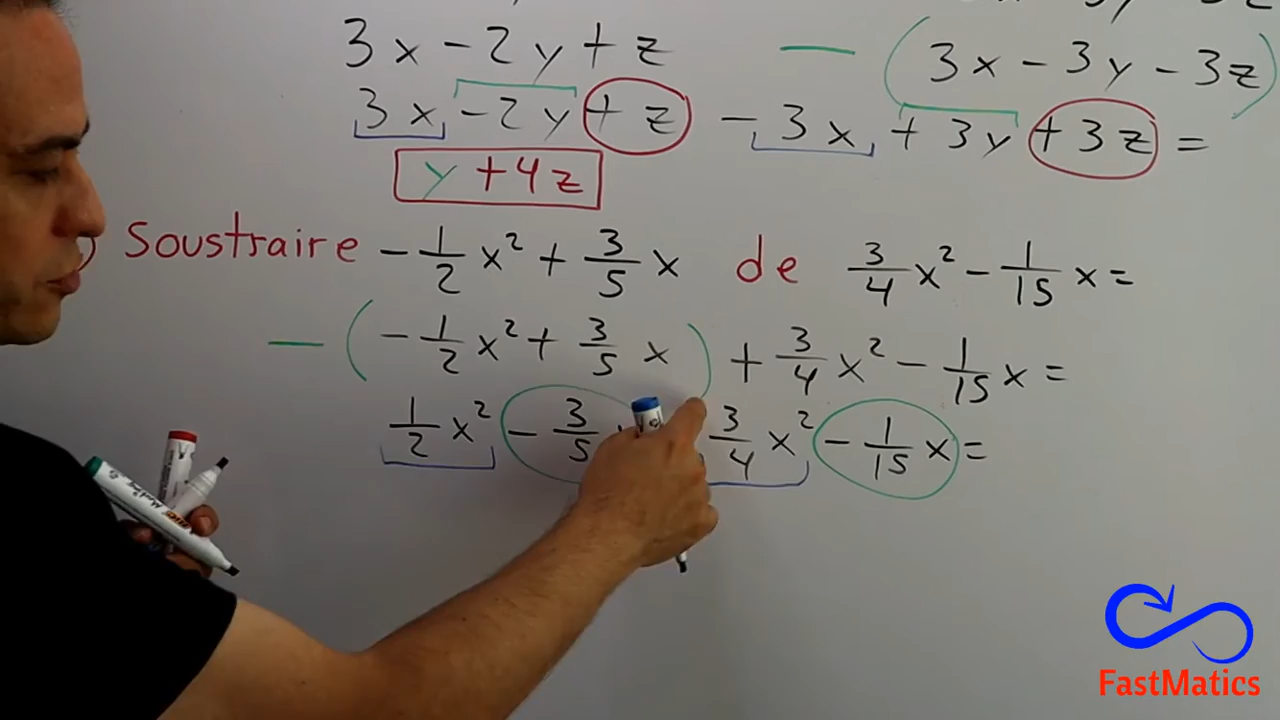 3x - 2y + z - (3x - 3y - 3z)
3x - 2y + z - 3x + 3y + 3z =
y + 4z
Soustraire -1/2 x² + 3/5 x de 3/4 x² - 1/15 x =
- (-1/2 x² + 3/5 x) + 3/4 x² - 1/15 x =
1/2 x² - 3/5 3/4 x² - 1/15 x =
FastMatics